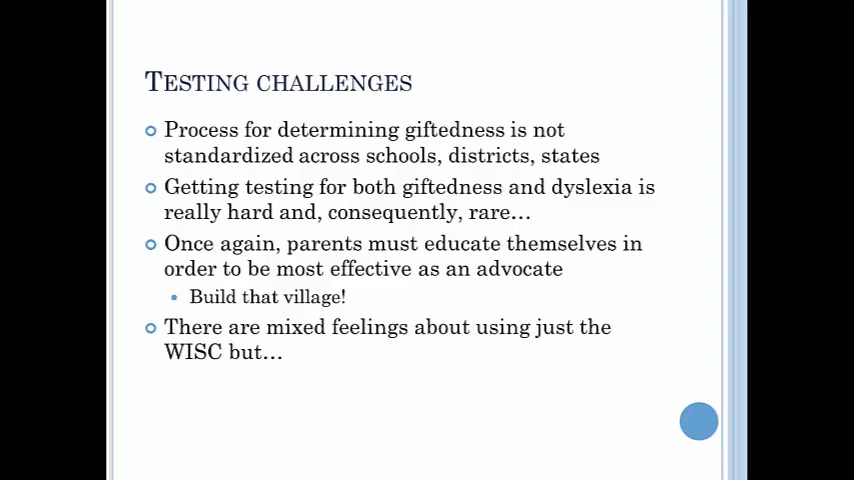 TESTING CHALLENGES
Process for determining giftedness is not
standardized across schools, districts, states
Getting testing for both giftedness and dyslexia is
really hard and, consequently, rare…
Once again, parents must educate themselves in
order to be most effective as an advocate
Build that village!
There are mixed feelings about using just the
WISC but…